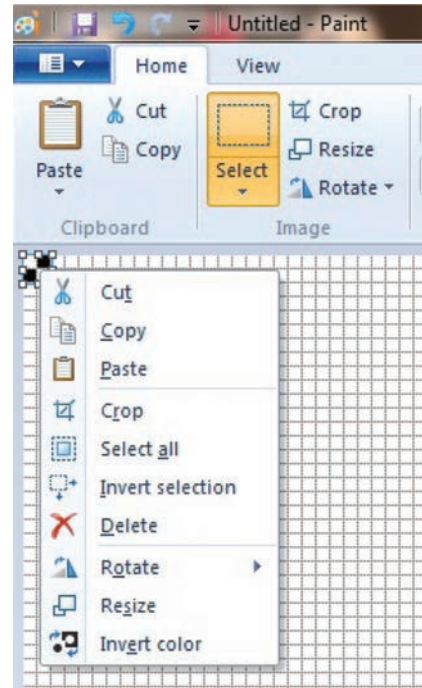 Untitled - Paint
Home View
Cut
Copy
Paste
Clipboard
Select
Crop
Resize
Rotate
Image
Cut
Copy
Paste
Crop
Select all
Invert selection
Delete
Rotate
Resize
Invert color